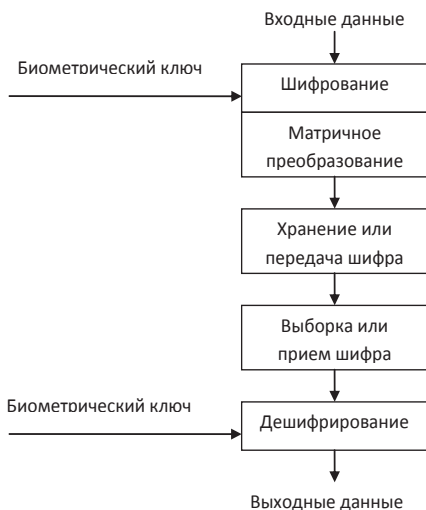 Входные данные
Биометрический ключ
Шифрование
Матричное
преобразование
Хранение или
передача шифра
Выборка или
прием шифра
Биометрический ключ
Дешифрирование
Выходные данные